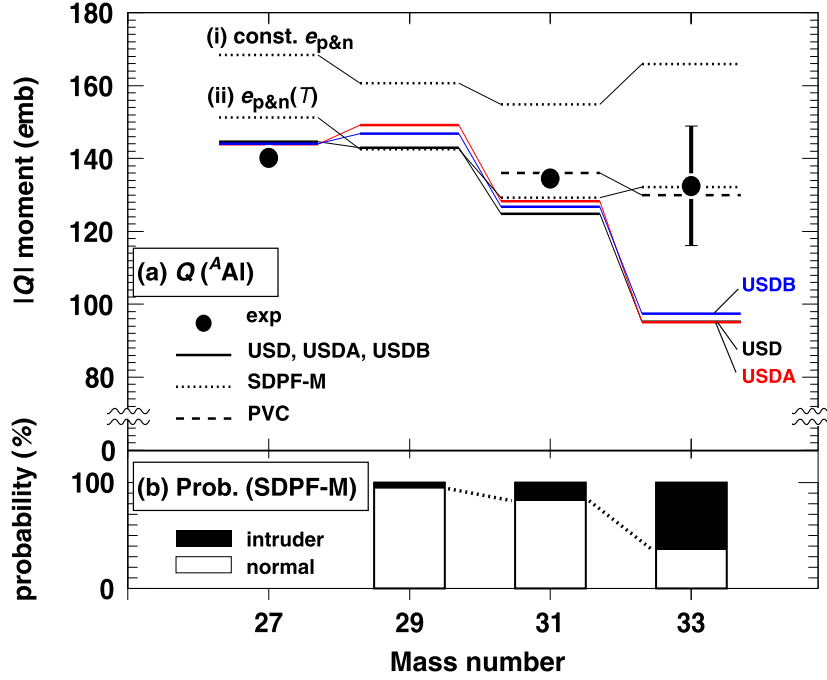 180
160
140
120
100
80
0
|Q| moment (emb)
(i) const. ep&n
(ii) ep&n(T)
(a) Q (AAl)
exp
USD, USDA, USDB
SDPF-M
PVC
USDB
USD
USDA
100
0
probability (%)
(b) Prob. (SDPF-M)
intruder
normal
27 29 31 33
Mass number